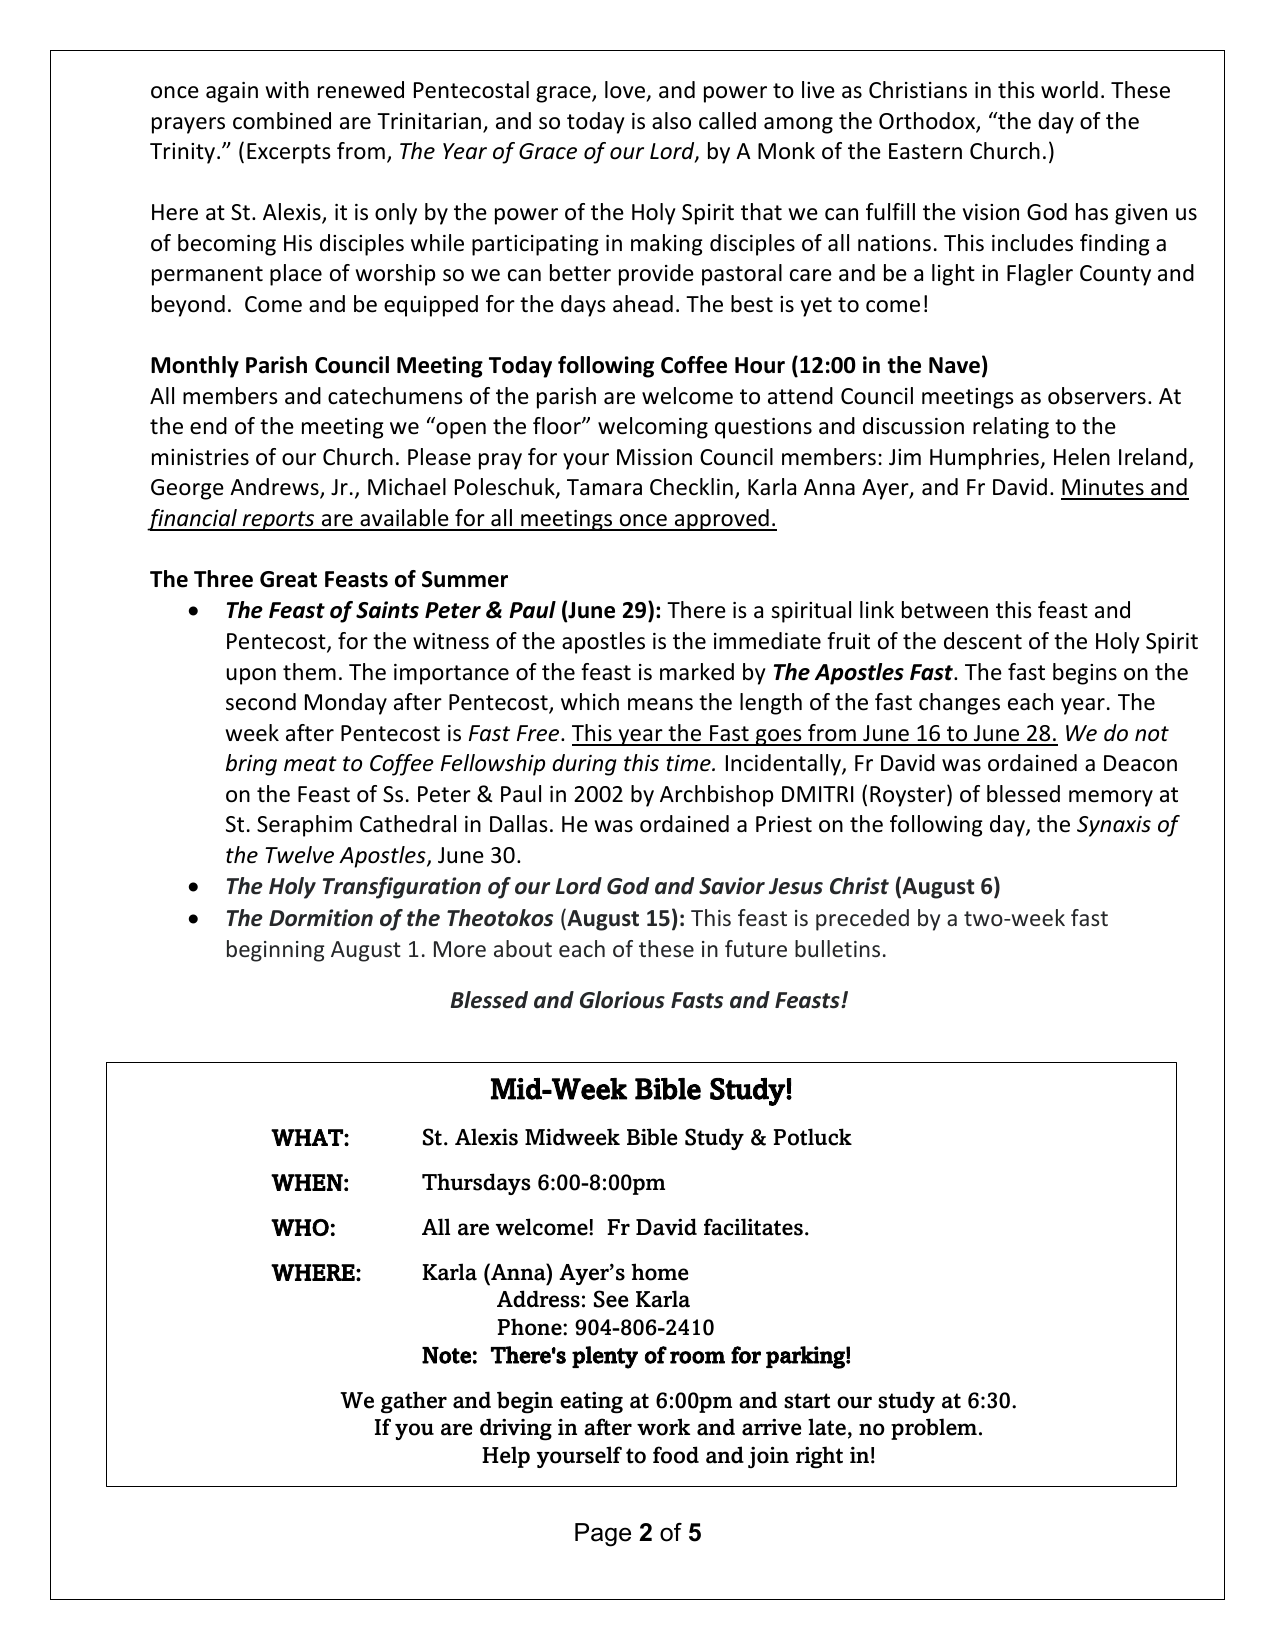 once again with renewed Pentecostal grace, love, and power to live as Christians in this world. These
prayers combined are Trinitarian, and so today is also called among the Orthodox, “the day of the
Trinity.” (Excerpts from, The Year of Grace of our Lord, by A Monk of the Eastern Church.)
Here at St. Alexis, it is only by the power of the Holy Spirit that we can fulfill the vision God has given us
of becoming His disciples while participating in making disciples of all nations. This includes finding a
permanent place of worship so we can better provide pastoral care and be a light in Flagler County and
beyond.  Come and be equipped for the days ahead. The best is yet to come!
Monthly Parish Council Meeting Today following Coffee Hour (12:00 in the Nave)
All members and catechumens of the parish are welcome to attend Council meetings as observers. At
the end of the meeting we “open the floor” welcoming questions and discussion relating to the
ministries of our Church. Please pray for your Mission Council members: Jim Humphries, Helen Ireland,
George Andrews, Jr., Michael Poleschuk, Tamara Checklin, Karla Anna Ayer, and Fr David. Minutes and
financial reports are available for all meetings once approved.
The Three Great Feasts of Summer
• The Feast of Saints Peter & Paul (June 29): There is a spiritual link between this feast and
Pentecost, for the witness of the apostles is the immediate fruit of the descent of the Holy Spirit
upon them. The importance of the feast is marked by The Apostles Fast. The fast begins on the
second Monday after Pentecost, which means the length of the fast changes each year. The
week after Pentecost is Fast Free. This year the Fast goes from June 16 to June 28. We do not
bring meat to Coffee Fellowship during this time. Incidentally, Fr David was ordained a Deacon
on the Feast of Ss. Peter & Paul in 2002 by Archbishop DMITRI (Royster) of blessed memory at
St. Seraphim Cathedral in Dallas. He was ordained a Priest on the following day, the Synaxis of
the Twelve Apostles, June 30.
• The Holy Transfiguration of our Lord God and Savior Jesus Christ (August 6)
• The Dormition of the Theotokos (August 15): This feast is preceded by a two-week fast
beginning August 1. More about each of these in future bulletins.
Blessed and Glorious Fasts and Feasts!
Mid-Week Bible Study!
WHAT: St. Alexis Midweek Bible Study & Potluck
WHEN: Thursdays 6:00-8:00pm
WHO: All are welcome!  Fr David facilitates.
WHERE: Karla (Anna) Ayer’s home
Address: See Karla
Phone: 904-806-2410
Note:  There's plenty of room for parking!
We gather and begin eating at 6:00pm and start our study at 6:30.
If you are driving in after work and arrive late, no problem.
Help yourself to food and join right in!
Page 2 of 5